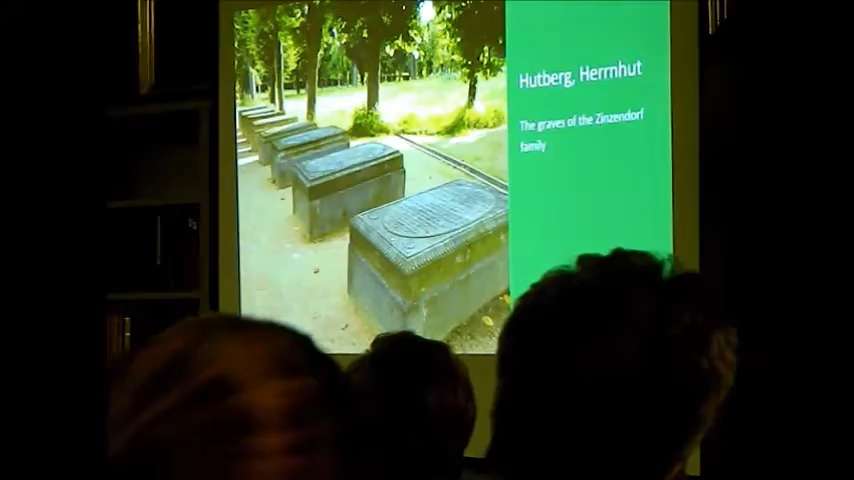 Hutberg, Herrnhut
The graves of the Zinzendorf
family